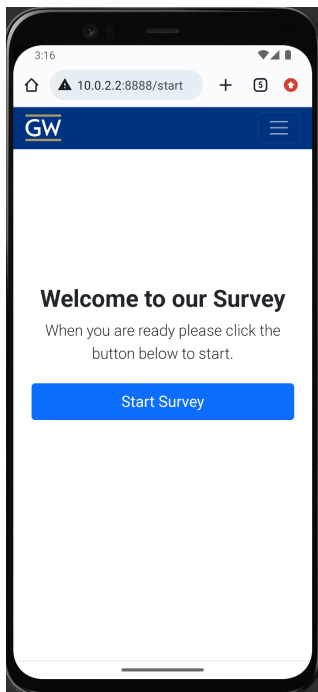 3:16
10.0.2.2:8888/start
5
GW
Welcome to our Survey
When you are ready please click the
button below to start.
Start Survey